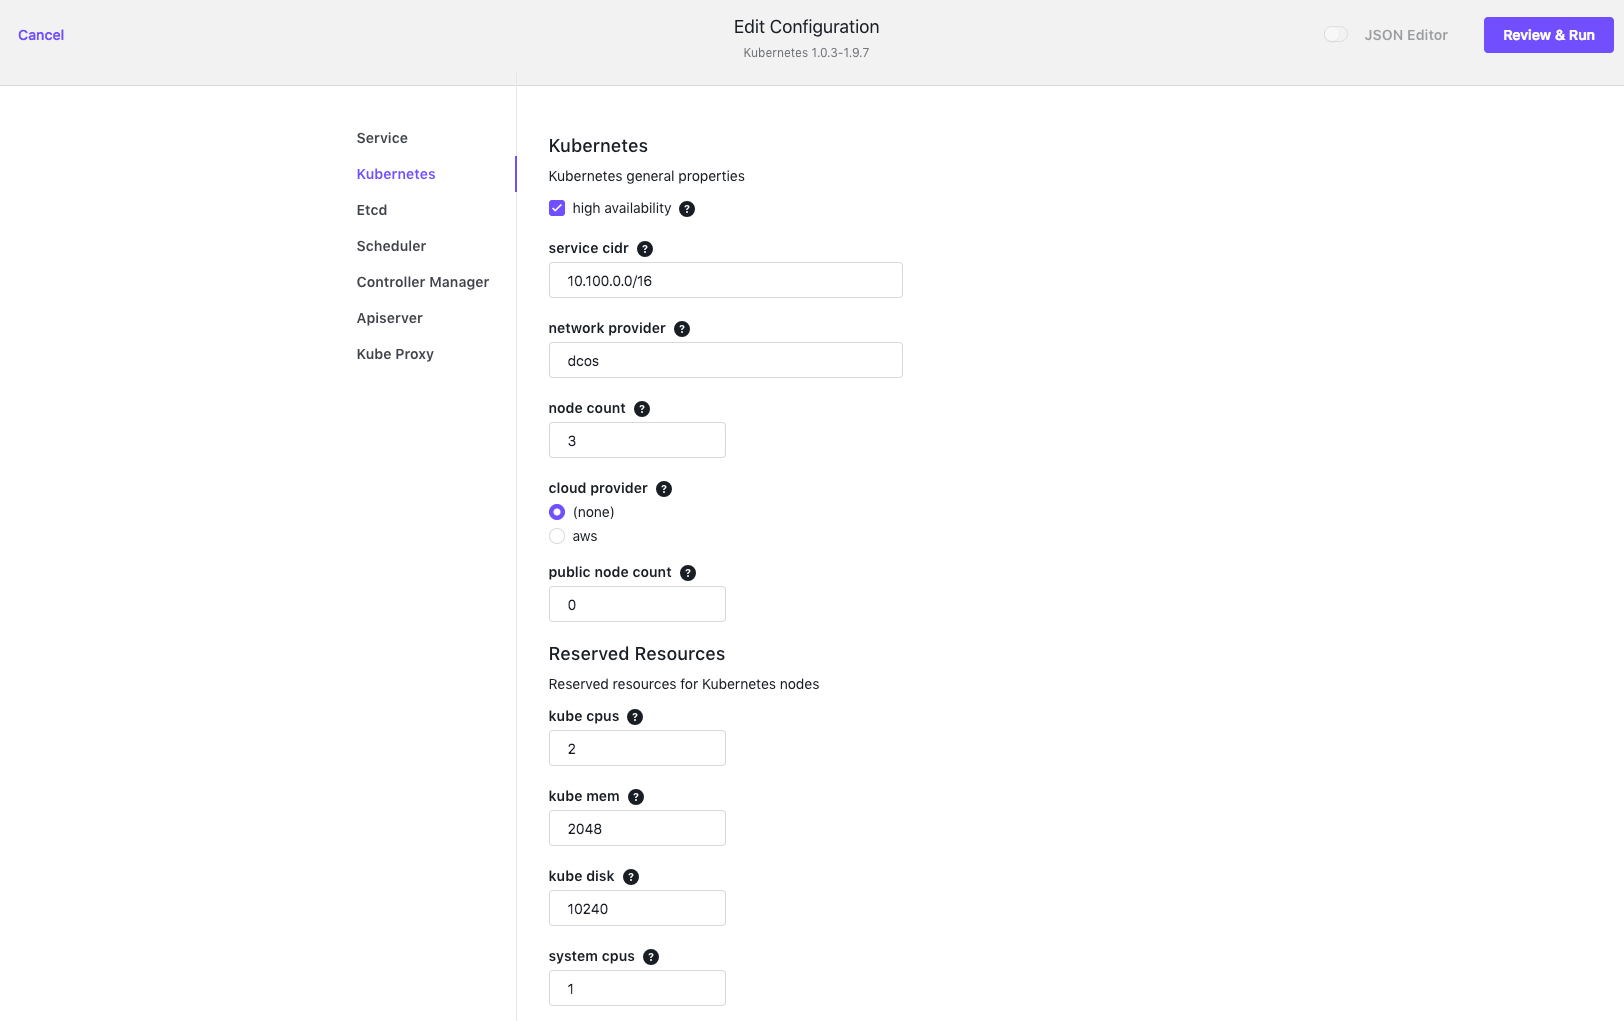 Cancel
Edit Configuration
Kubernetes 1.0.3-1.9.7
JSON Editor
Review & Run
Service
Kubernetes
Etcd
Scheduler
Controller Manager
Apiserver
Kube Proxy
Kubernetes
Kubernetes general properties
high availability ?
service cidr ?
10.100.0.0/16
network provider ?
dcos
node count ?
3
cloud provider ?
(none)
aws
public node count ?
0
Reserved Resources
Reserved resources for Kubernetes nodes
kube cpus ?
2
kube mem ?
2048
kube disk ?
10240
system cpus ?
1